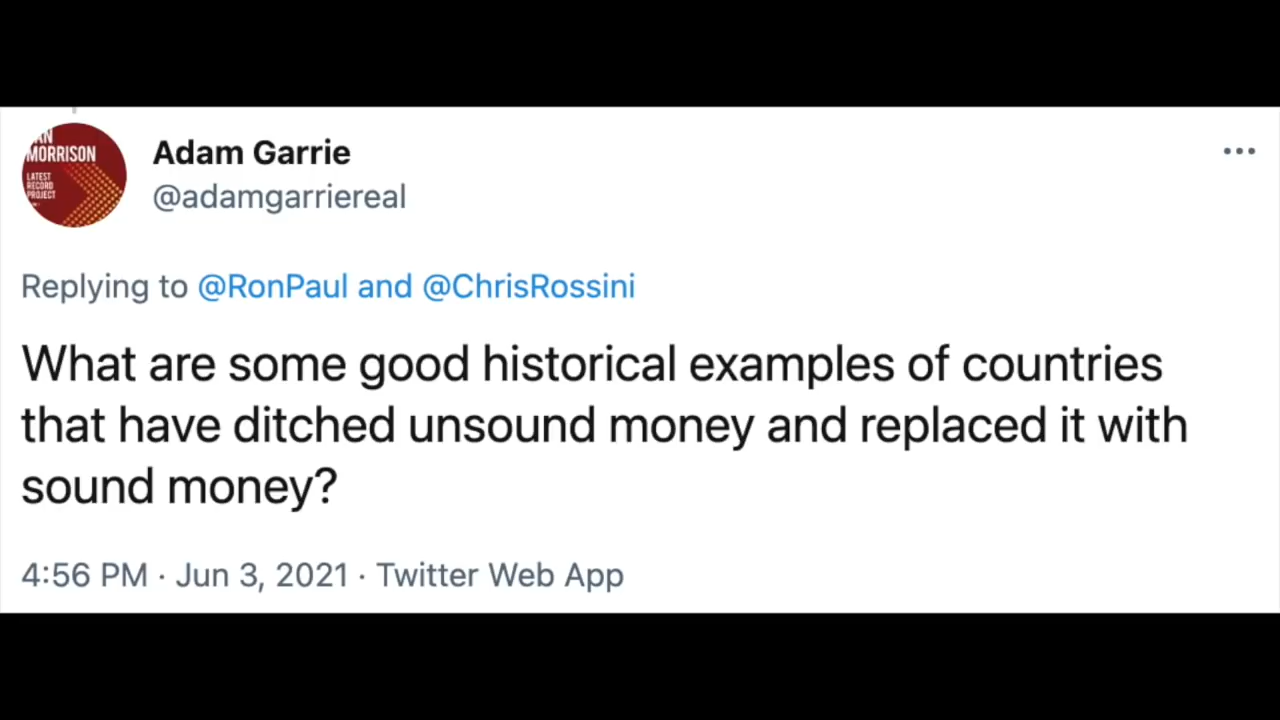 AN
MORRISON
LATEST
RECORD
PROJECT
Adam Garrie
@adamgarriereal
Replying to @RonPaul and @ChrisRossini
What are some good historical examples of countries
that have ditched unsound money and replaced it with
sound money?
4:56 PM · Jun 3, 2021 · Twitter Web App